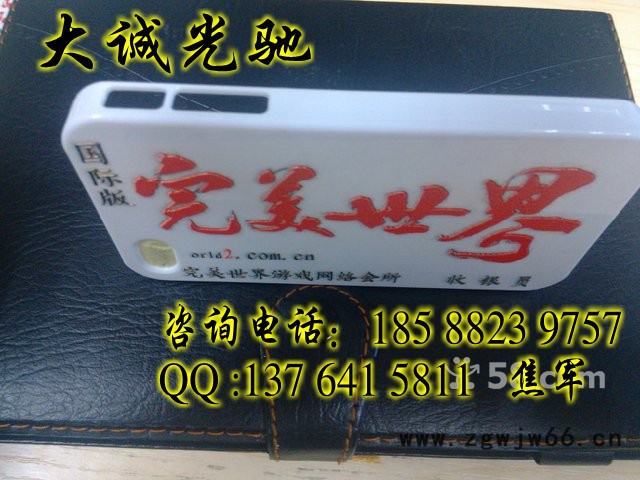 大诚光驰
国际版
完美世界
orld2.com.cn
完美世界游戏网络会所 收银员
咨询电话：185 8823 9757
QQ:137 641 5811 焦军
58.com
www.zgwjw66.cn